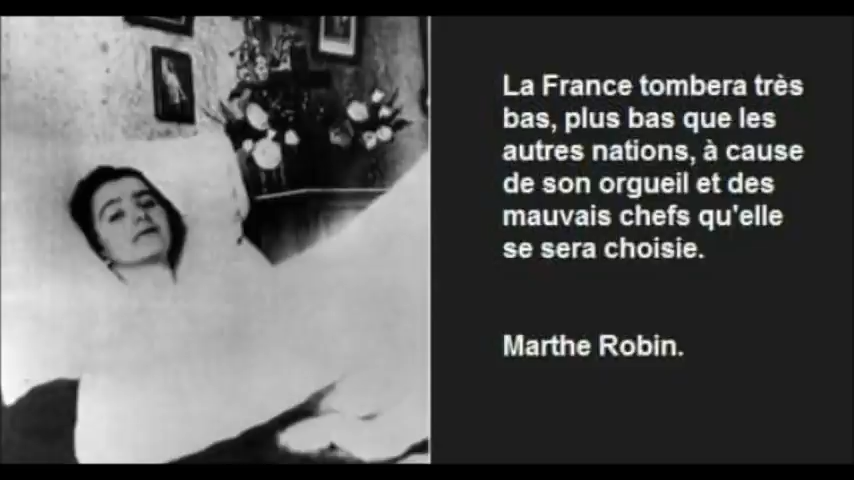 La France tombera très
bas, plus bas que les
autres nations, à cause
de son orgueil et des
mauvais chefs qu'elle
se sera choisie.
Marthe Robin.